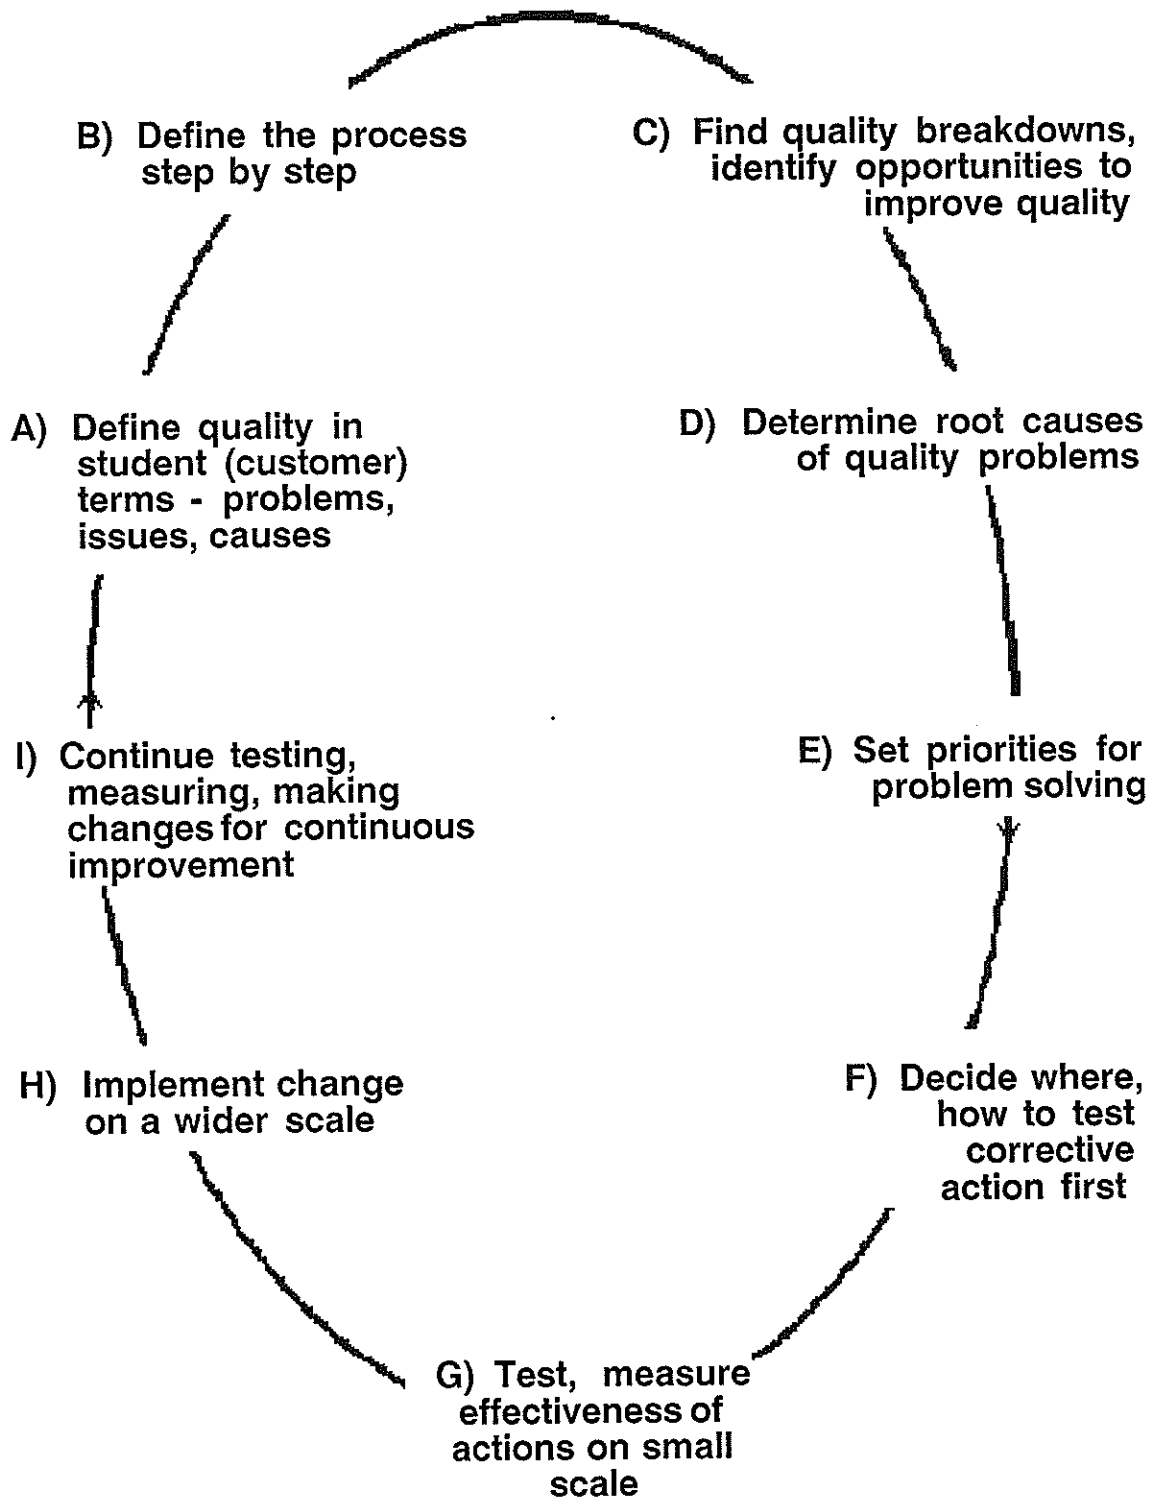 A) Define quality in
student (customer)
terms - problems,
issues, causes
B) Define the process
step by step
C) Find quality breakdowns,
identify opportunities to
improve quality
D) Determine root causes
of quality problems
E) Set priorities for
problem solving
F) Decide where,
how to test
corrective
action first
G) Test, measure
effectiveness of
actions on small
scale
H) Implement change
on a wider scale
I) Continue testing,
measuring, making
changes for continuous
improvement